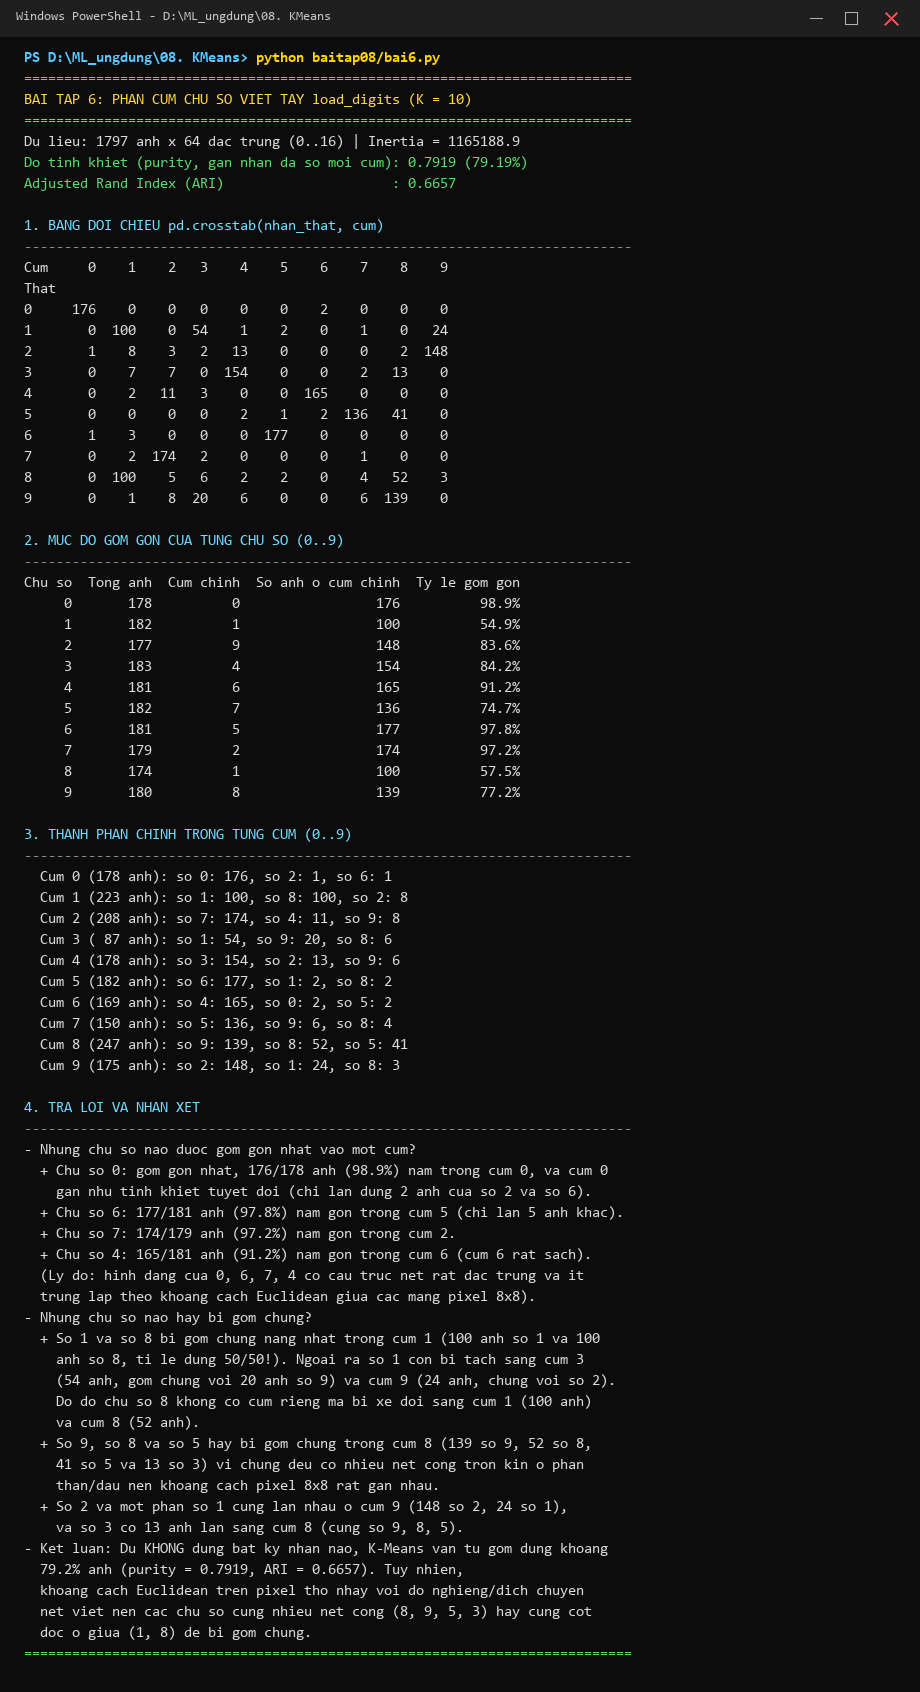 Windows PowerShell - D:\ML_ungdung\08. KMeans
PS D:\ML_ungdung\08. KMeans> python baitap08/bai6.py
============================================================================
BAI TAP 6: PHAN CUM CHU SO VIET TAY load_digits (K = 10)
============================================================================
Du lieu: 1797 anh x 64 dac trung (0..16) | Inertia = 1165188.9
Do tinh khiet (purity, gan nhan da so moi cum): 0.7919 (79.19%)
Adjusted Rand Index (ARI)                     : 0.6657
1. BANG DOI CHIEU pd.crosstab(nhan_that, cum)
----------------------------------------------------------------------------
Cum     0    1    2   3    4    5    6    7    8    9
That
0     176    0    0   0    0    0    2    0    0    0
1       0  100    0  54    1    2    0    1    0   24
2       1    8    3   2   13    0    0    0    2  148
3       0    7    7   0  154    0    0    2   13    0
4       0    2   11   3    0    0  165    0    0    0
5       0    0    0   0    2    1    2  136   41    0
6       1    3    0   0    0  177    0    0    0    0
7       0    2  174   2    0    0    0    1    0    0
8       0  100    5   6    2    2    0    4   52    3
9       0    1    8  20    6    0    0    6  139    0
2. MUC DO GOM GON CUA TUNG CHU SO (0..9)
----------------------------------------------------------------------------
Chu so  Tong anh  Cum chinh  So anh o cum chinh  Ty le gom gon
     0       178          0                 176          98.9%
     1       182          1                 100          54.9%
     2       177          9                 148          83.6%
     3       183          4                 154          84.2%
     4       181          6                 165          91.2%
     5       182          7                 136          74.7%
     6       181          5                 177          97.8%
     7       179          2                 174          97.2%
     8       174          1                 100          57.5%
     9       180          8                 139          77.2%
3. THANH PHAN CHINH TRONG TUNG CUM (0..9)
----------------------------------------------------------------------------
  Cum 0 (178 anh): so 0: 176, so 2: 1, so 6: 1
  Cum 1 (223 anh): so 1: 100, so 8: 100, so 2: 8
  Cum 2 (208 anh): so 7: 174, so 4: 11, so 9: 8
  Cum 3 ( 87 anh): so 1: 54, so 9: 20, so 8: 6
  Cum 4 (178 anh): so 3: 154, so 2: 13, so 9: 6
  Cum 5 (182 anh): so 6: 177, so 1: 2, so 8: 2
  Cum 6 (169 anh): so 4: 165, so 0: 2, so 5: 2
  Cum 7 (150 anh): so 5: 136, so 9: 6, so 8: 4
  Cum 8 (247 anh): so 9: 139, so 8: 52, so 5: 41
  Cum 9 (175 anh): so 2: 148, so 1: 24, so 8: 3
4. TRA LOI VA NHAN XET
----------------------------------------------------------------------------
- Nhung chu so nao duoc gom gon nhat vao mot cum?
  + Chu so 0: gom gon nhat, 176/178 anh (98.9%) nam trong cum 0, va cum 0
    gan nhu tinh khiet tuyet doi (chi lan dung 2 anh cua so 2 va so 6).
  + Chu so 6: 177/181 anh (97.8%) nam gon trong cum 5 (chi lan 5 anh khac).
  + Chu so 7: 174/179 anh (97.2%) nam gon trong cum 2.
  + Chu so 4: 165/181 anh (91.2%) nam gon trong cum 6 (cum 6 rat sach).
  (Ly do: hinh dang cua 0, 6, 7, 4 co cau truc net rat dac trung va it
  trung lap theo khoang cach Euclidean giua cac mang pixel 8x8).
- Nhung chu so nao hay bi gom chung?
  + So 1 va so 8 bi gom chung nang nhat trong cum 1 (100 anh so 1 va 100
    anh so 8, ti le dung 50/50!). Ngoai ra so 1 con bi tach sang cum 3
    (54 anh, gom chung voi 20 anh so 9) va cum 9 (24 anh, chung voi so 2).
    Do do chu so 8 khong co cum rieng ma bi xe doi sang cum 1 (100 anh)
    va cum 8 (52 anh).
  + So 9, so 8 va so 5 hay bi gom chung trong cum 8 (139 so 9, 52 so 8,
    41 so 5 va 13 so 3) vi chung deu co nhieu net cong tron kin o phan
    than/dau nen khoang cach pixel 8x8 rat gan nhau.
  + So 2 va mot phan so 1 cung lan nhau o cum 9 (148 so 2, 24 so 1),
    va so 3 co 13 anh lan sang cum 8 (cung so 9, 8, 5).
- Ket luan: Du KHONG dung bat ky nhan nao, K-Means van tu gom dung khoang
  79.2% anh (purity = 0.7919, ARI = 0.6657). Tuy nhien,
  khoang cach Euclidean tren pixel tho nhay voi do nghieng/dich chuyen
  net viet nen cac chu so cung nhieu net cong (8, 9, 5, 3) hay cung cot
  doc o giua (1, 8) de bi gom chung.
============================================================================